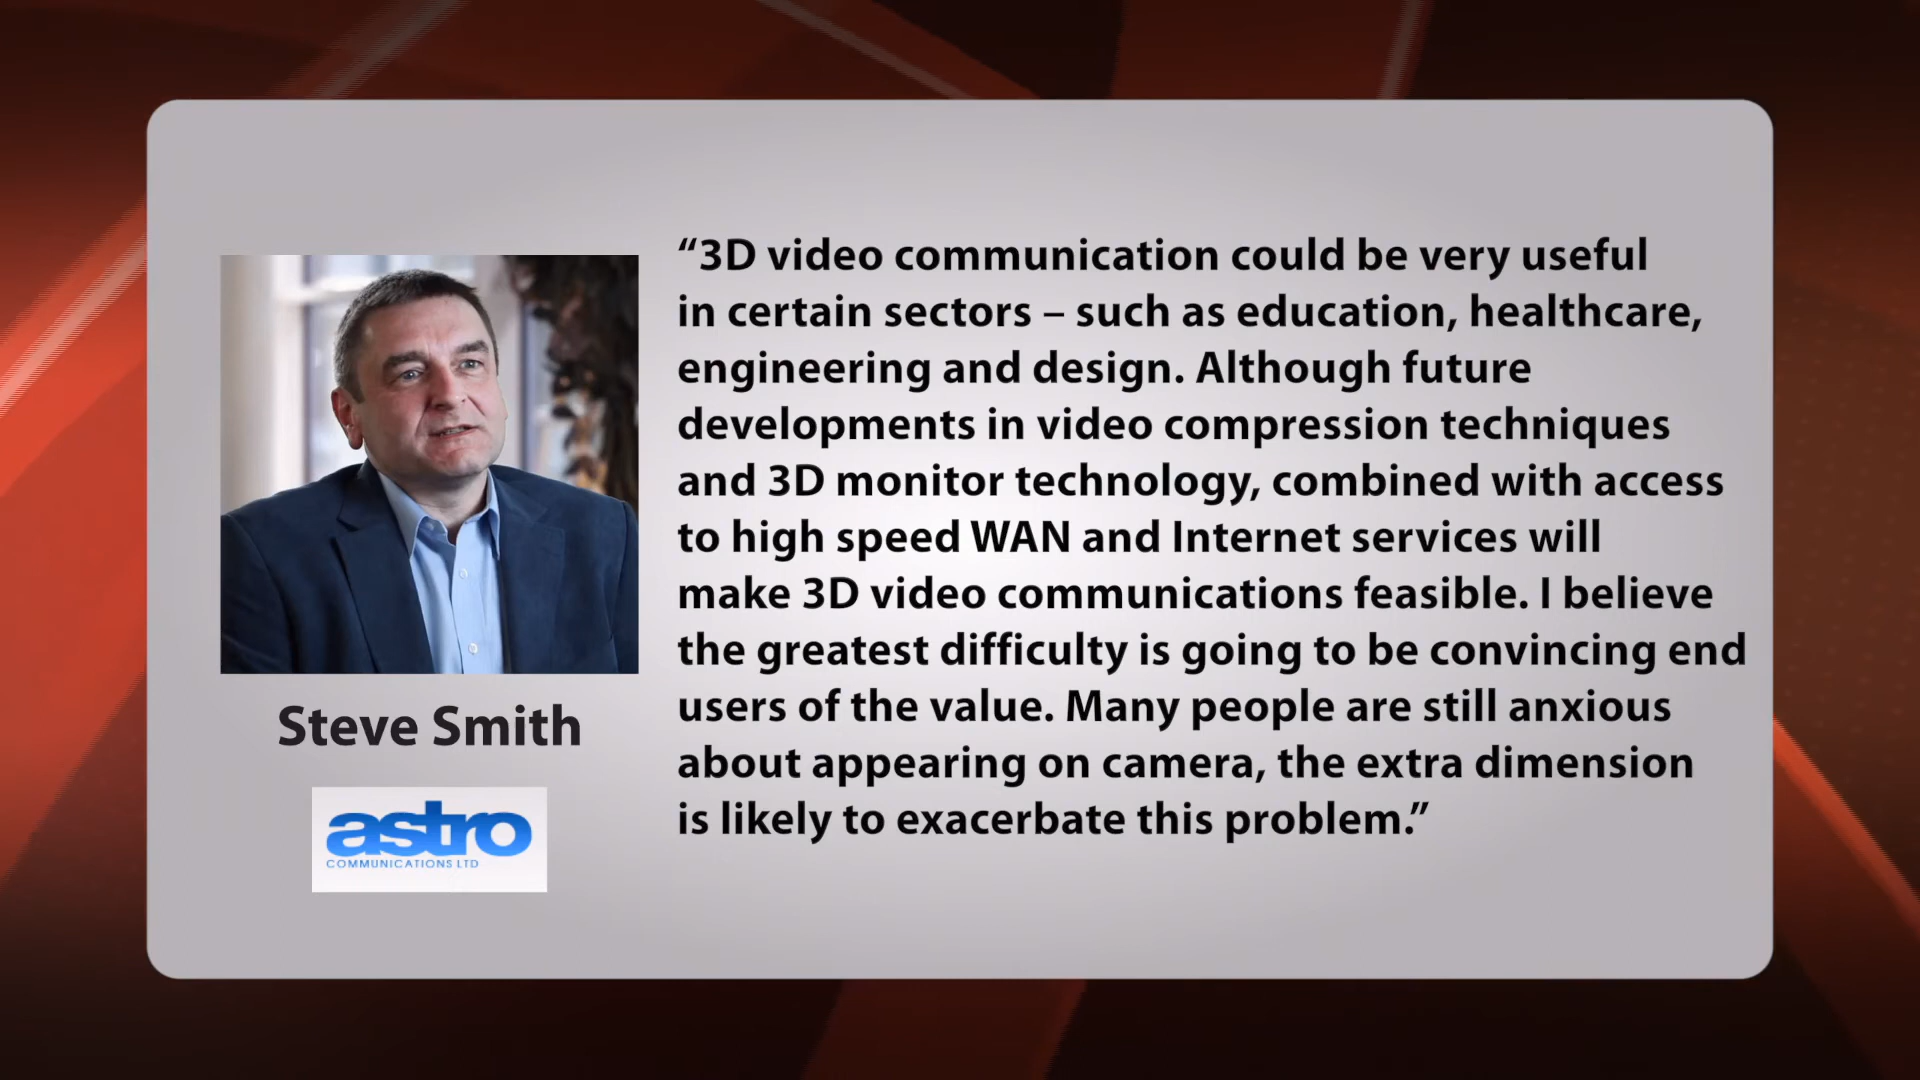 “3D video communication could be very useful
in certain sectors – such as education, healthcare,
engineering and design. Although future
developments in video compression techniques
and 3D monitor technology, combined with access
to high speed WAN and Internet services will
make 3D video communications feasible. I believe
the greatest difficulty is going to be convincing end
users of the value. Many people are still anxious
about appearing on camera, the extra dimension
is likely to exacerbate this problem.”
Steve Smith
astro
COMMUNICATIONS LTD